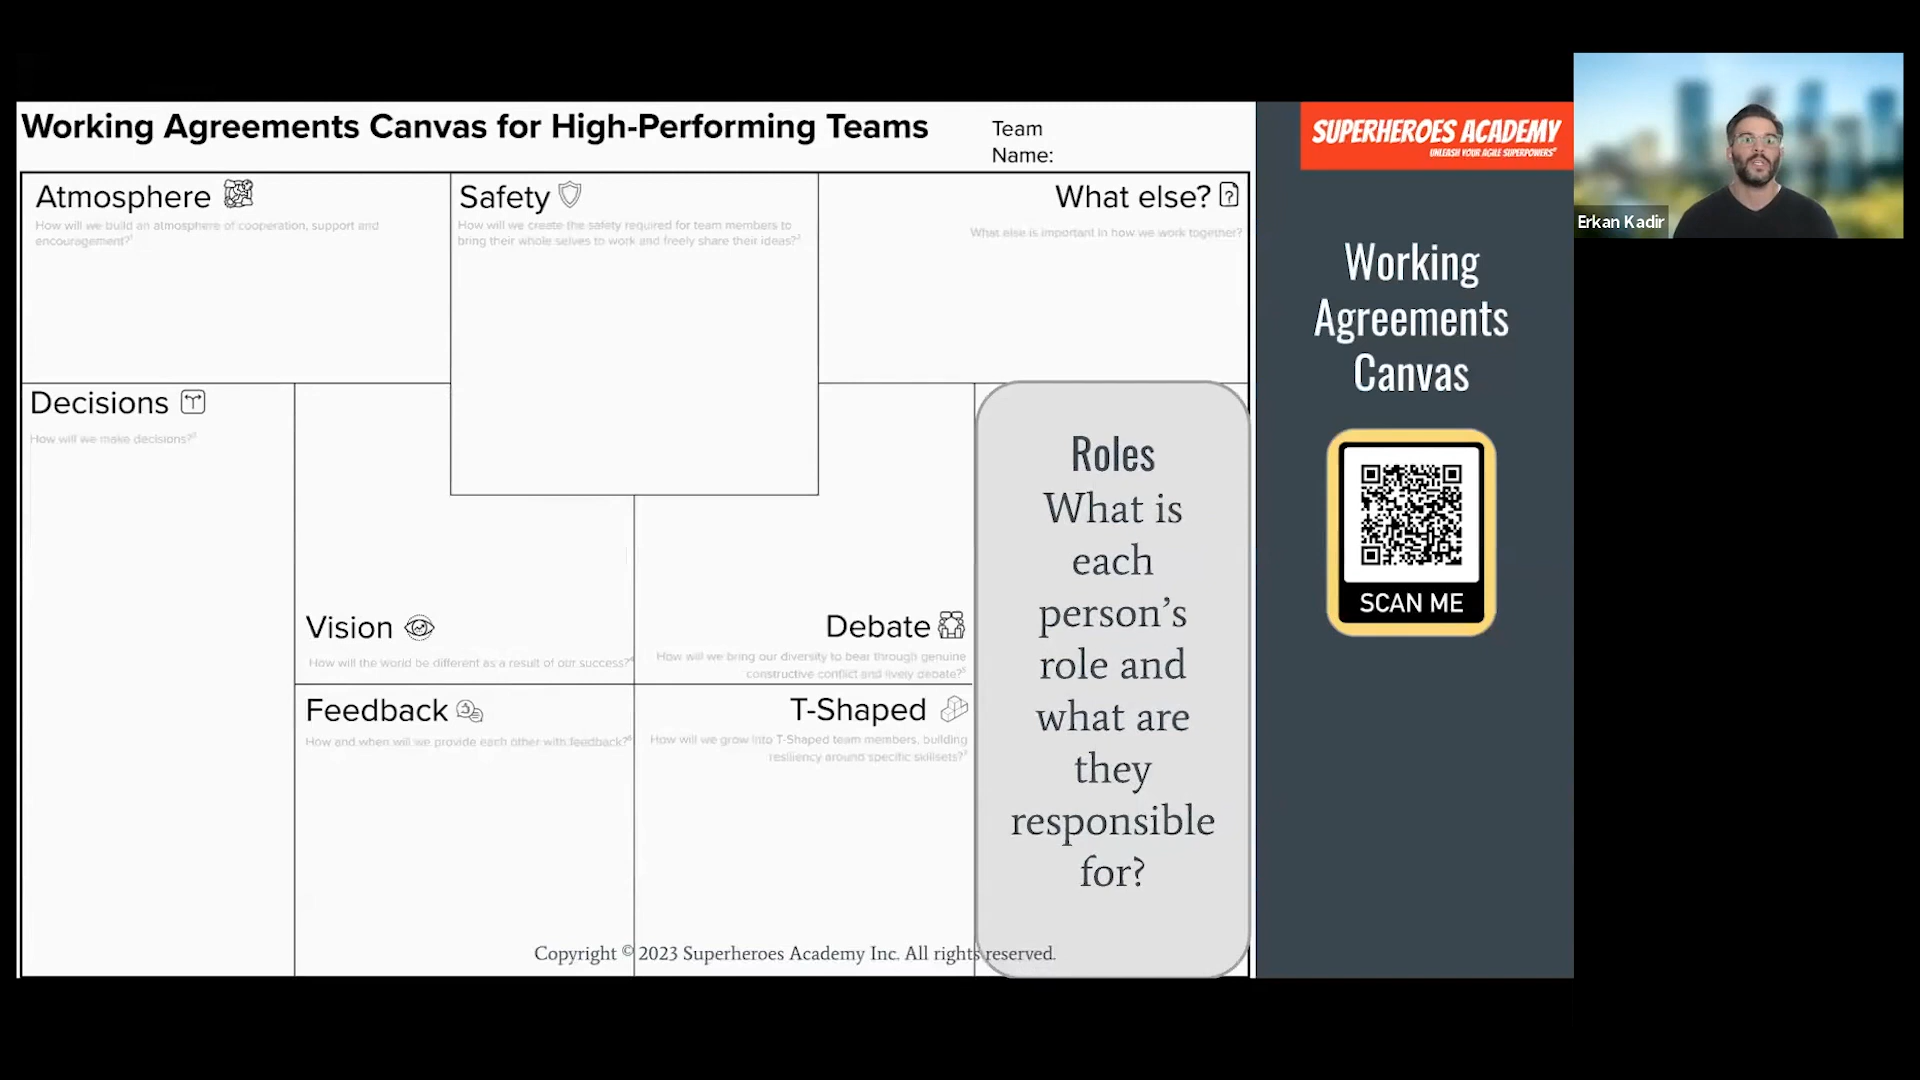 Working Agreements Canvas for High-Performing Teams
Team
Name:
Atmosphere
How will we build an atmosphere of cooperation, support and
encouragement?¹
Safety
How will we create the safety required for team members to
bring their whole selves to work and freely share their ideas?²
What else?
What else is important in how we work together?
Decisions
How will we make decisions?³
Vision
How will the world be different as a result of our success?⁴
Debate
How will we bring our diversity to bear through genuine
constructive conflict and lively debate?⁵
Feedback
How and when will we provide each other with feedback?⁶
T-Shaped
How will we grow into T-Shaped team members, building
resiliency around specific skillsets?⁷
Roles
What is
each
person’s
role and
what are
they
responsible
for?
Copyright © 2023 Superheroes Academy Inc. All rights reserved.
SUPERHEROES ACADEMY
UNLEASH YOUR AGILE SUPERPOWERS®
Working
Agreements
Canvas
SCAN ME
Erkan Kadir